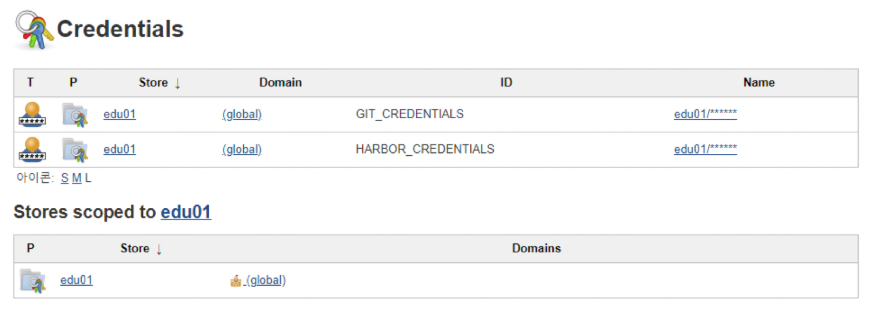 Credentials
T P Store ↓ Domain ID Name
edu01 (global) GIT_CREDENTIALS edu01/******
edu01 (global) HARBOR_CREDENTIALS edu01/******
아이콘: S M L
Stores scoped to edu01
P Store ↓ Domains
edu01 (global)